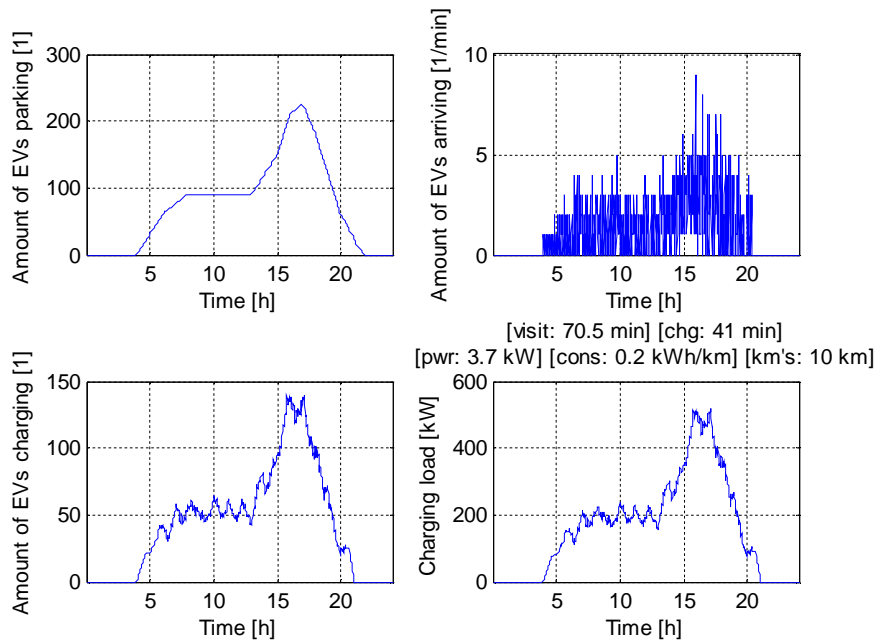 300
200
100
0
Amount of EVs parking [1]
5 10 15 20
Time [h]
10
5
0
Amount of EVs arriving [1/min]
5 10 15 20
Time [h]
[visit: 70.5 min] [chg: 41 min]
[pwr: 3.7 kW] [cons: 0.2 kWh/km] [km's: 10 km]
150
100
50
0
Amount of EVs charging [1]
5 10 15 20
Time [h]
600
400
200
0
Charging load [kW]
5 10 15 20
Time [h]